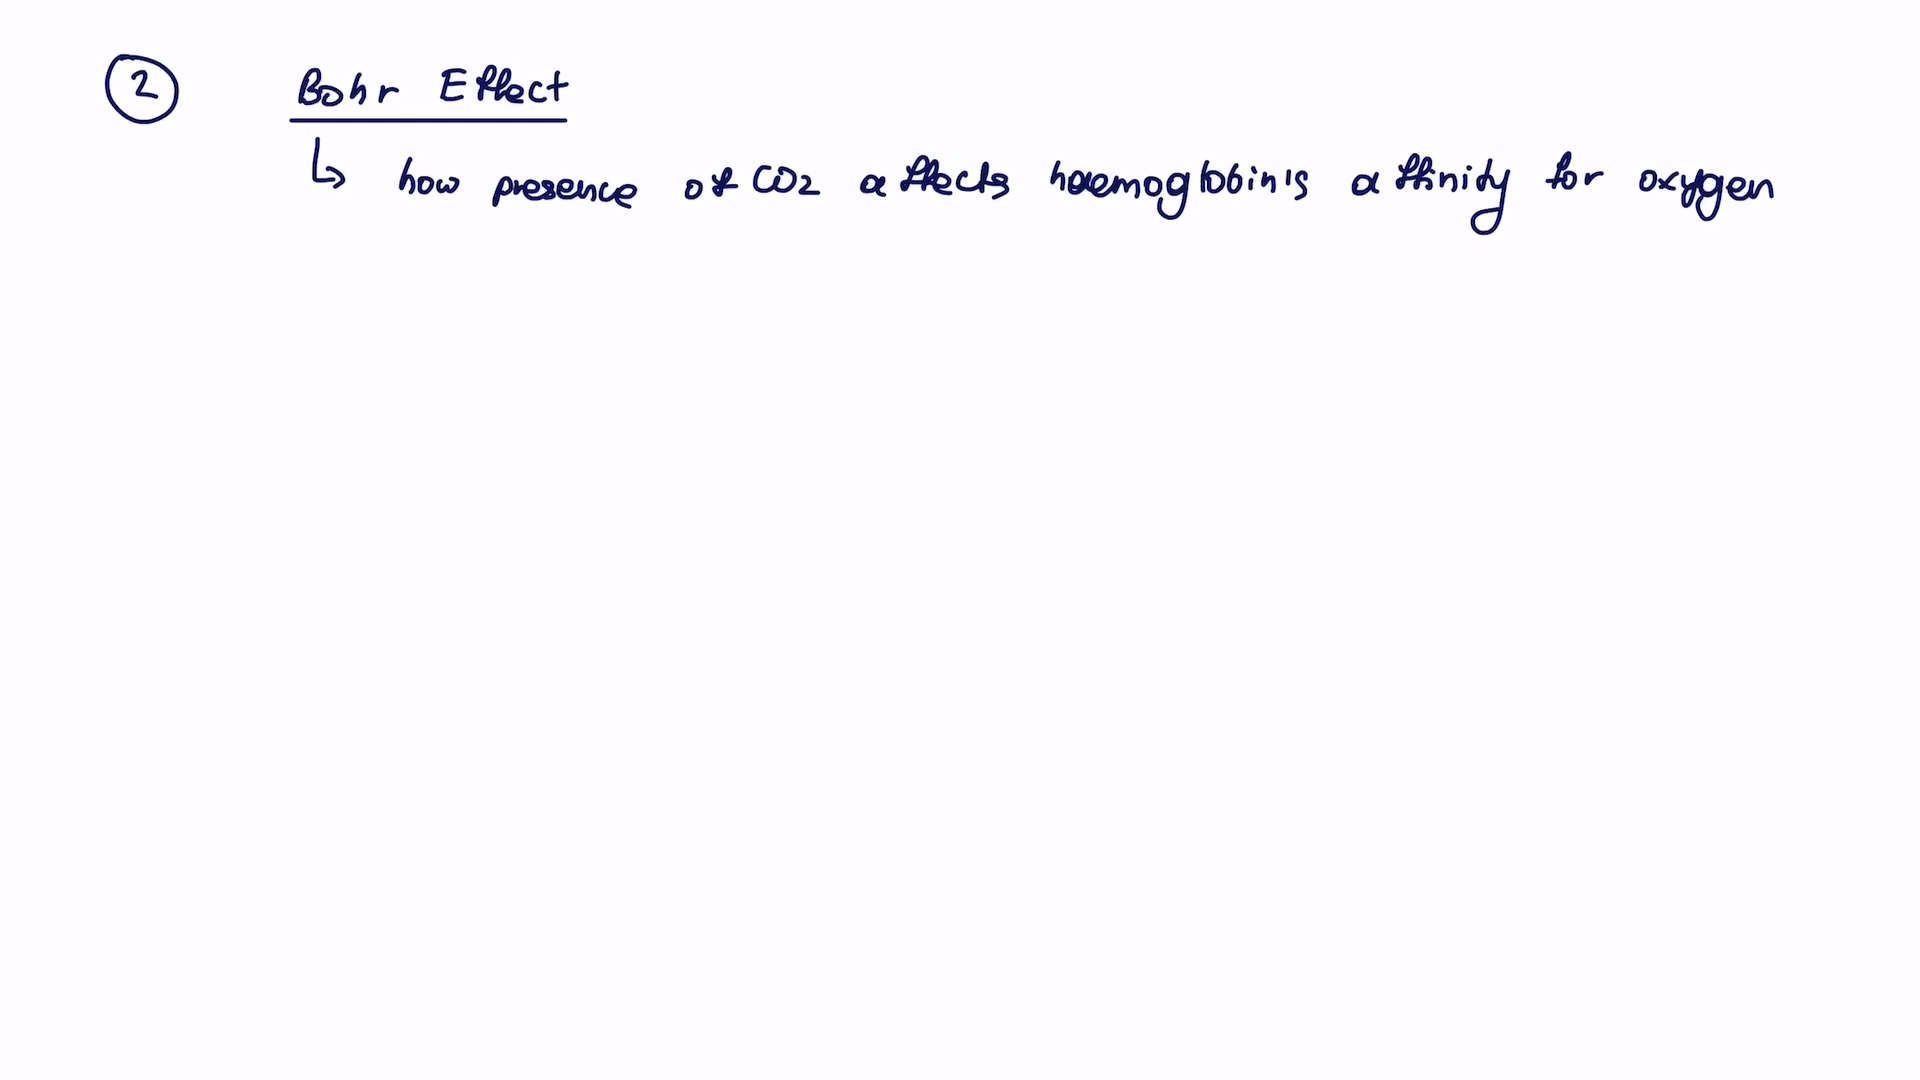 2 Bohr Effect
↳ how presence of CO2 affects haemoglobin's affinity for oxygen